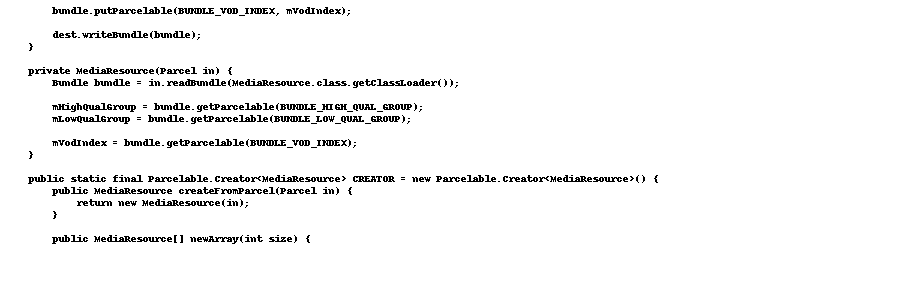 bundle.putParcelable(BUNDLE_VOD_INDEX, mVodIndex);
dest.writeBundle(bundle);
}
private MediaResource(Parcel in) {
Bundle bundle = in.readBundle(MediaResource.class.getClassLoader());
mHighQualGroup = bundle.getParcelable(BUNDLE_HIGH_QUAL_GROUP);
mLowQualGroup = bundle.getParcelable(BUNDLE_LOW_QUAL_GROUP);
mVodIndex = bundle.getParcelable(BUNDLE_VOD_INDEX);
}
public static final Parcelable.Creator<MediaResource> CREATOR = new Parcelable.Creator<MediaResource>() {
public MediaResource createFromParcel(Parcel in) {
return new MediaResource(in);
}
public MediaResource[] newArray(int size) {